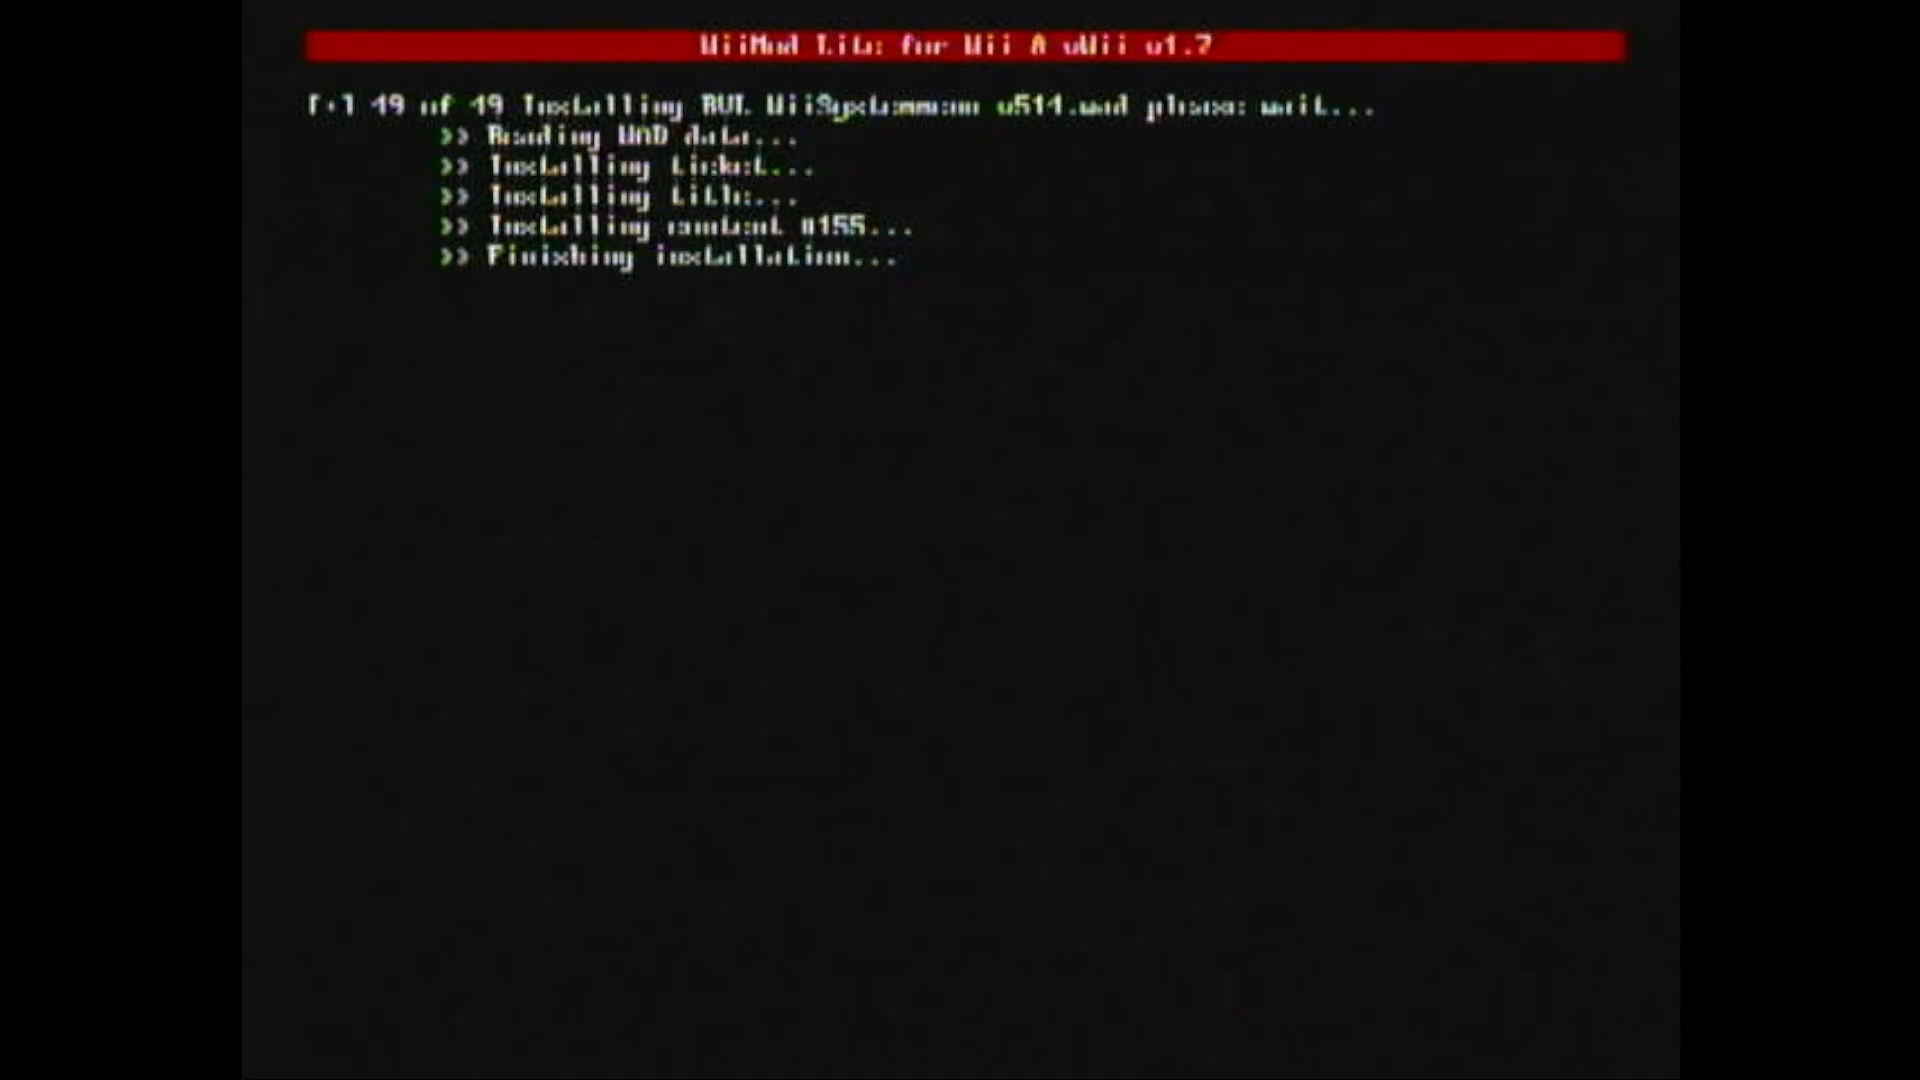 WiiMod Lite for Wii & vWii v1.7
[+] 49 of 49 Installing RVL WiiSystemmenu v514.wad please wait...
>> Reading WAD data...
>> Installing ticket...
>> Installing title...
>> Installing content #155...
>> Finishing installation...